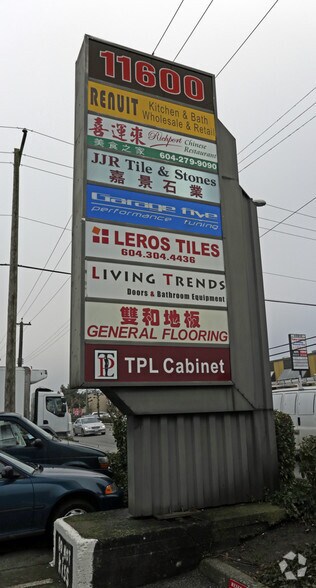 11600
RENUIT
Kitchen & Bath
Wholesale & Retail
喜運來 Richport Chinese Restaurant
美食之家 604-279-9090
JJR Tile & Stones
嘉景石業
Garage Five
performance tuning
LEROS TILES
604.304.4436
LIVING TRENDS
Doors & Bathroom Equipment
雙和地板
GENERAL FLOORING
TPL Cabinet